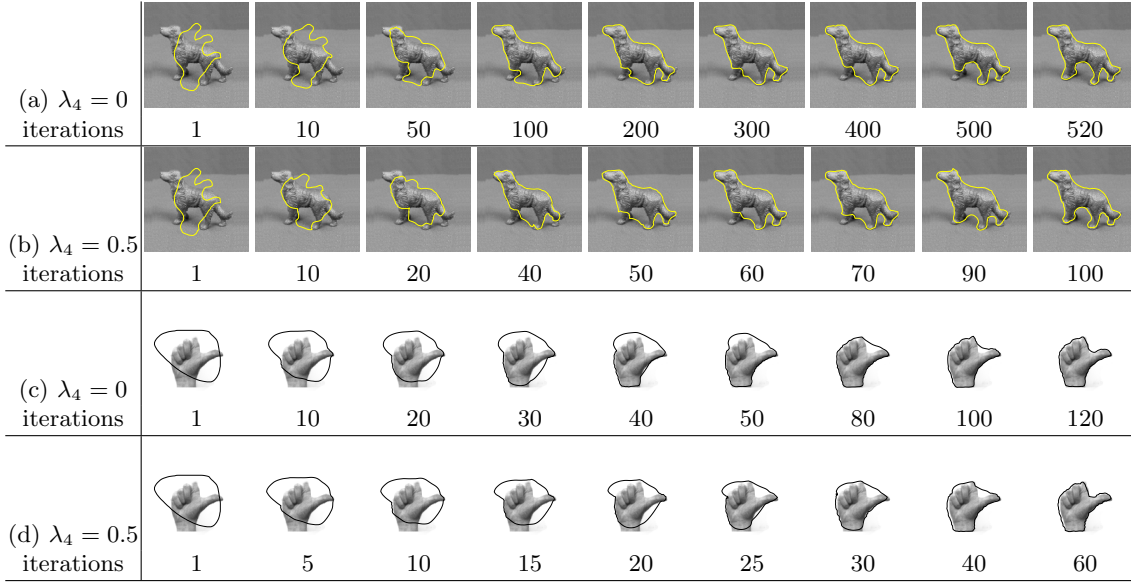 (a) λ₄ = 0
iterations 1 10 50 100 200 300 400 500 520
(b) λ₄ = 0.5
iterations 1 10 20 40 50 60 70 90 100
(c) λ₄ = 0
iterations 1 10 20 30 40 50 80 100 120
(d) λ₄ = 0.5
iterations 1 5 10 15 20 25 30 40 60